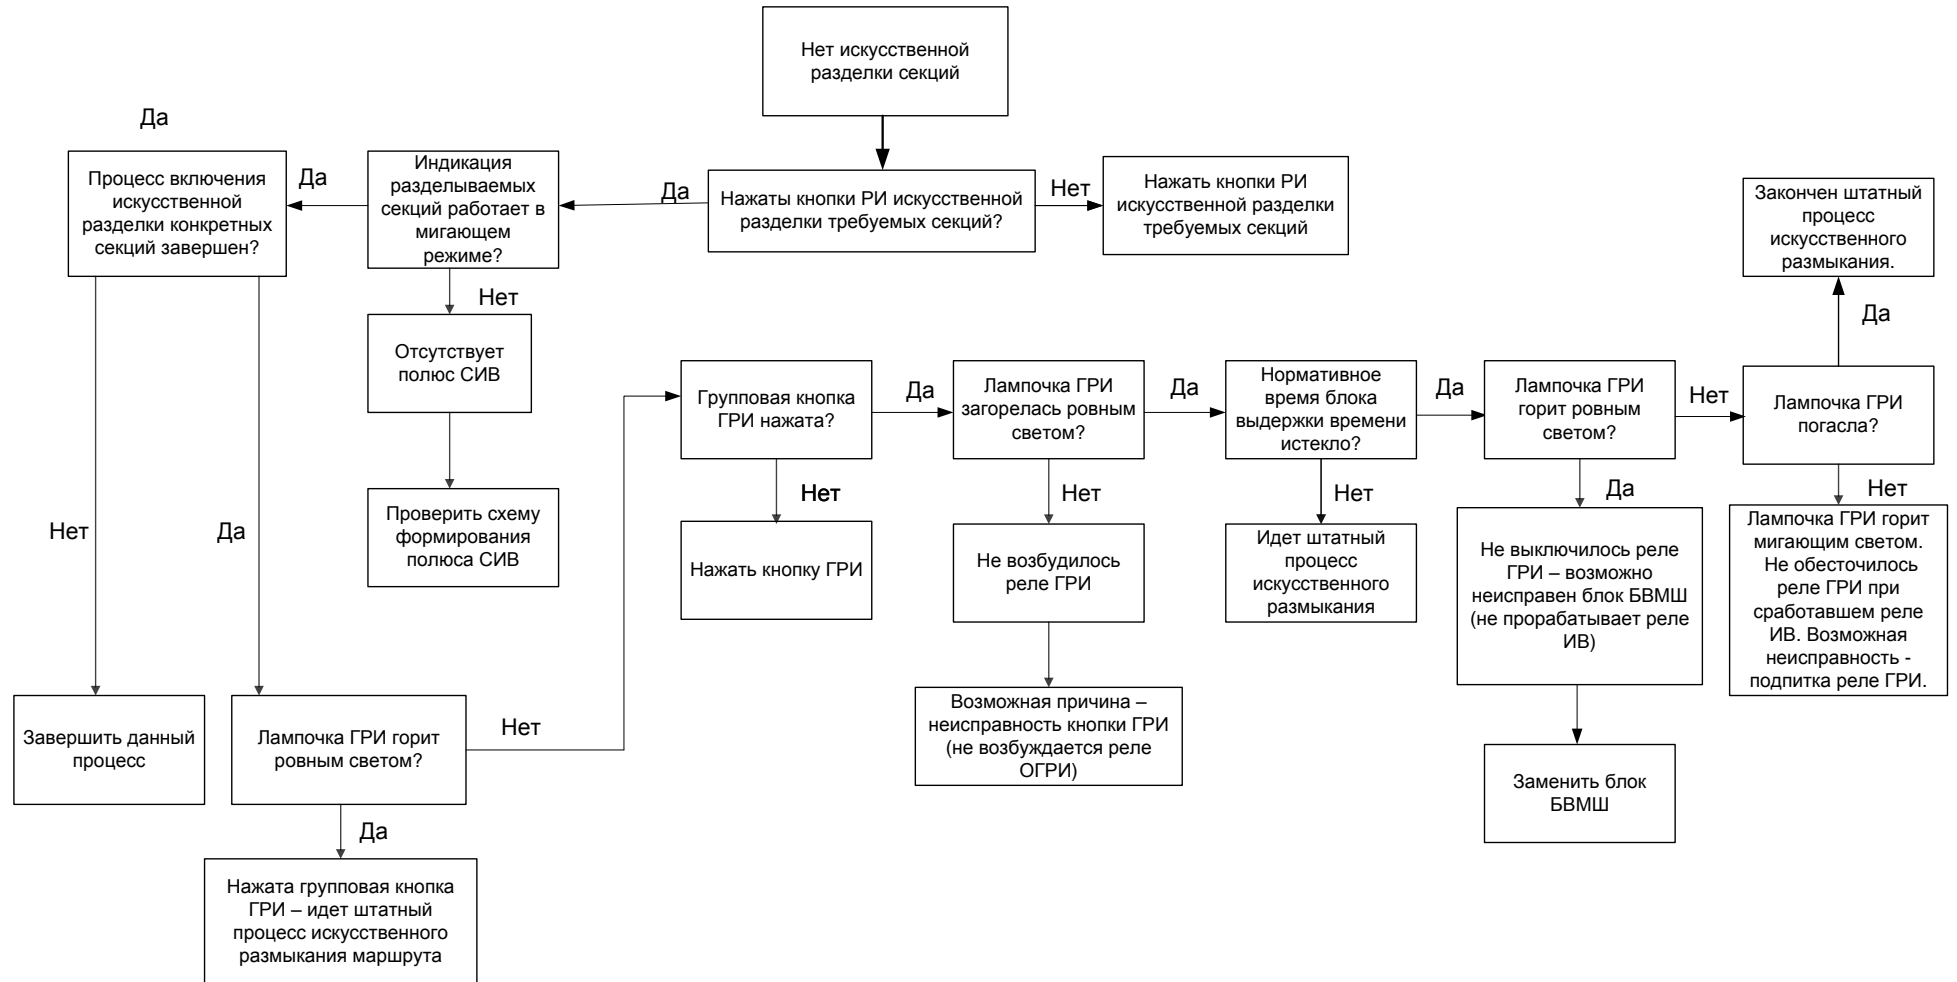 Нет искусственной
разделки секций
Да
Процесс включения
искусственной
разделки конкретных
секций завершен?
Да
Индикация
разделываемых
секций работает в
мигающем
режиме?
Да
Нажаты кнопки РИ искусственной
разделки требуемых секций?
Нет
Нажать кнопки РИ
искусственной разделки
требуемых секций
Закончен штатный
процесс
искусственного
размыкания.
Да
Нет
Отсутствует
полюс СИВ
Проверить схему
формирования
полюса СИВ
Групповая кнопка
ГРИ нажата?
Да
Лампочка ГРИ
загорелась ровным
светом?
Да
Нормативное
время блока
выдержки времени
истекло?
Да
Лампочка ГРИ
горит ровным
светом?
Нет
Лампочка ГРИ
погасла?
Нет
Нажать кнопку ГРИ
Нет
Не возбудилось
реле ГРИ
Возможная причина –
неисправность кнопки ГРИ
(не возбуждается реле
ОГРИ)
Нет
Идет штатный
процесс
искусственного
размыкания
Да
Не выключилось реле
ГРИ – возможно
неисправен блок БВМШ
(не прорабатывает реле
ИВ)
Заменить блок
БВМШ
Нет
Лампочка ГРИ горит
мигающим светом.
Не обесточилось
реле ГРИ при
сработавшем реле
ИВ. Возможная
неисправность -
подпитка реле ГРИ.
Нет
Да
Завершить данный
процесс
Лампочка ГРИ горит
ровным светом?
Нет
Да
Нажата групповая кнопка
ГРИ – идет штатный
процесс искусственного
размыкания маршрута